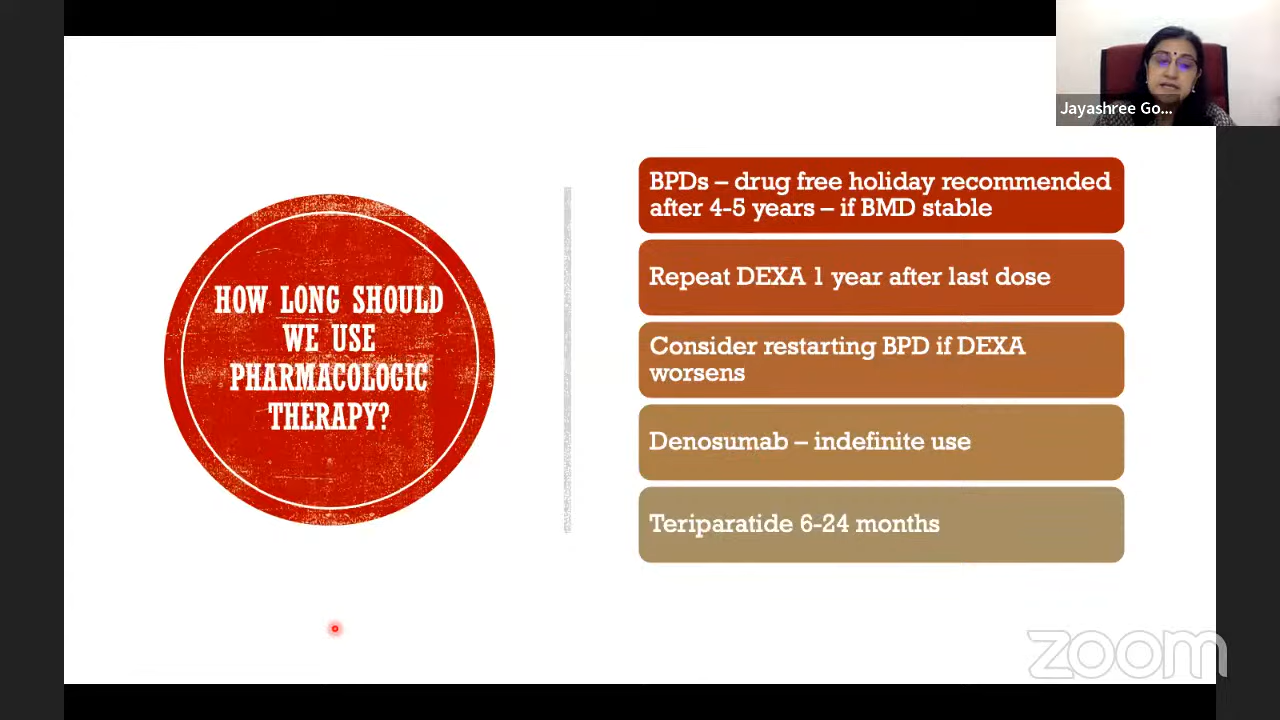 Jayashree Go...
HOW LONG SHOULD
WE USE
PHARMACOLOGIC
THERAPY?
BPDs – drug free holiday recommended
after 4-5 years – if BMD stable
Repeat DEXA 1 year after last dose
Consider restarting BPD if DEXA
worsens
Denosumab – indefinite use
Teriparatide 6-24 months
zoom